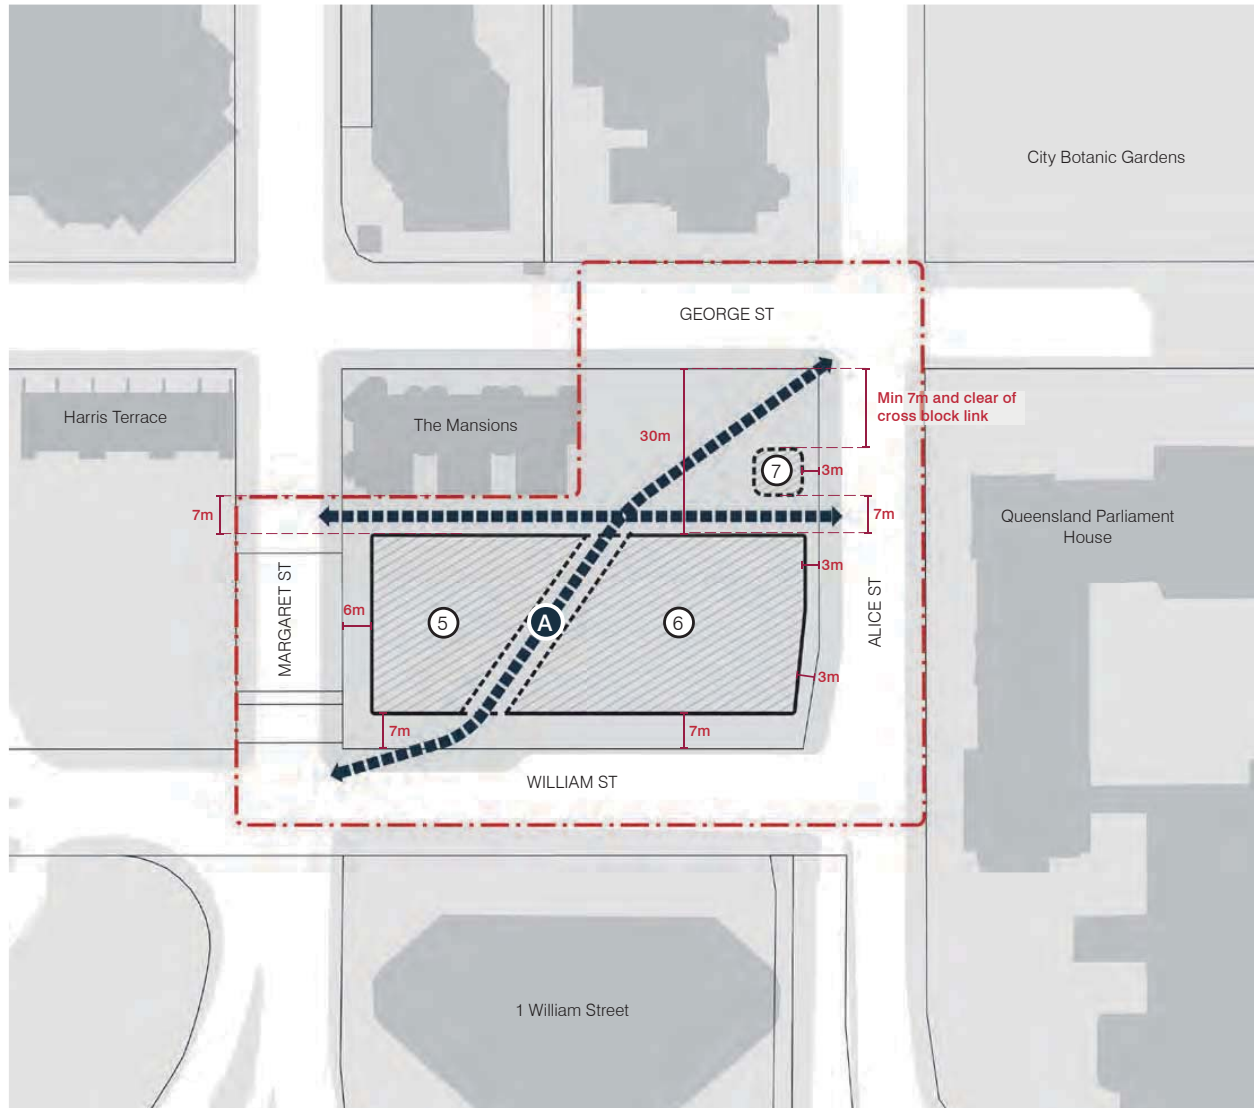 City Botanic Gardens
GEORGE ST
Min 7m and clear of
cross block link
Harris Terrace
The Mansions
30m
7
3m
7m
7m
Queensland Parliament
House
3m
MARGARET ST
6m
5
A
6
ALICE ST
3m
7m
7m
WILLIAM ST
1 William Street